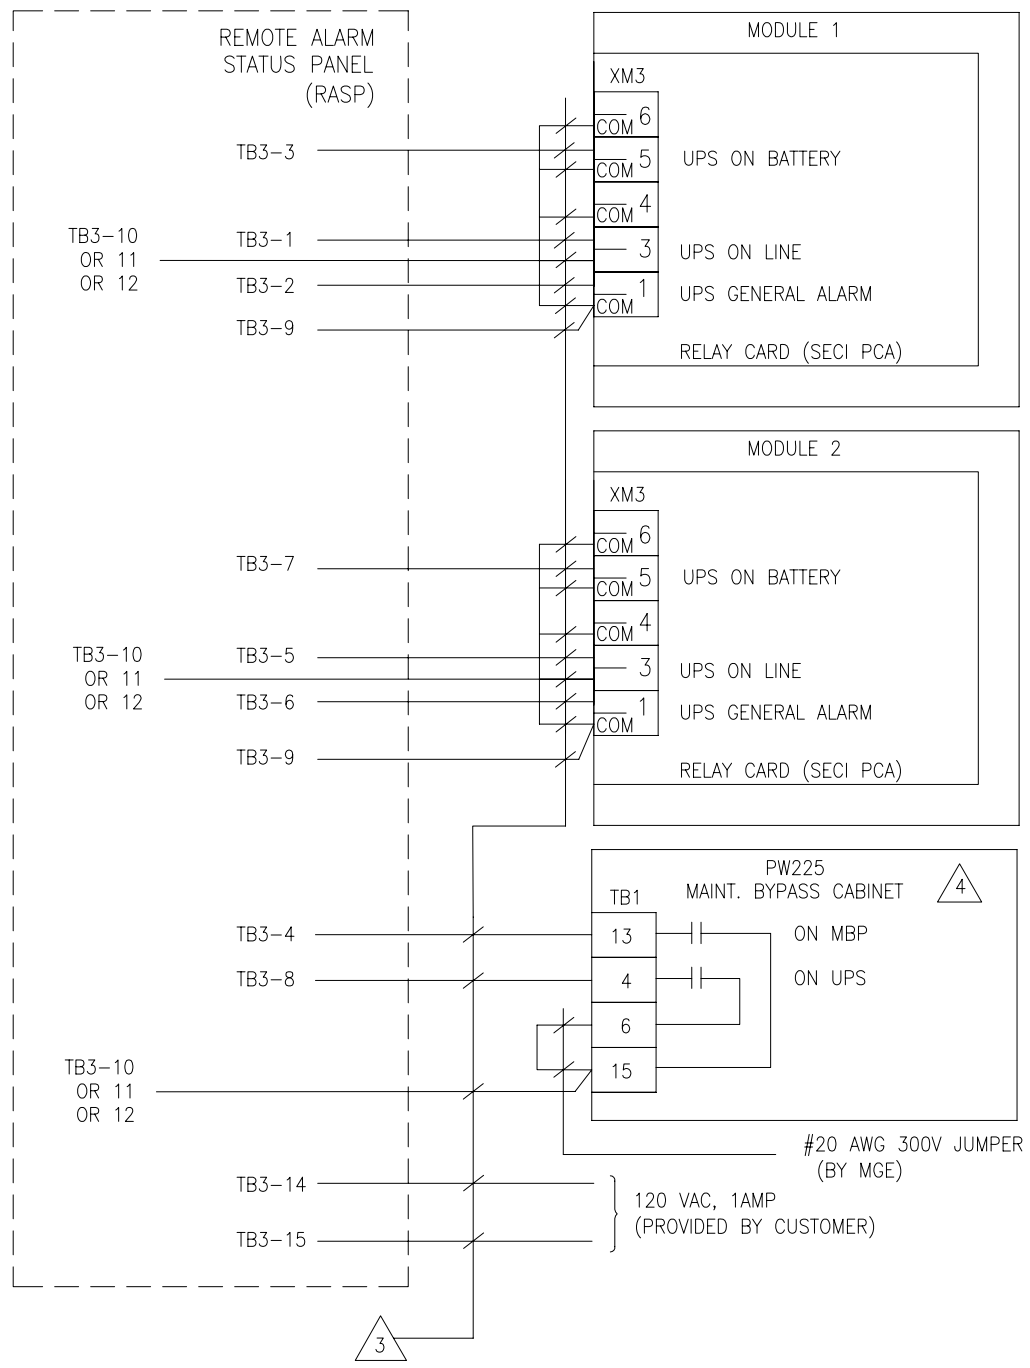 REMOTE ALARM
STATUS PANEL
(RASP)
TB3-3
TB3-10
OR 11
OR 12
TB3-1
TB3-2
TB3-9
MODULE 1
XM3
6
COM
5
COM
UPS ON BATTERY
4
COM
3
UPS ON LINE
1
COM
UPS GENERAL ALARM
RELAY CARD (SECI PCA)
TB3-7
TB3-10
OR 11
OR 12
TB3-5
TB3-6
TB3-9
MODULE 2
XM3
6
COM
5
COM
UPS ON BATTERY
4
COM
3
UPS ON LINE
1
COM
UPS GENERAL ALARM
RELAY CARD (SECI PCA)
TB3-4
TB3-8
TB3-10
OR 11
OR 12
PW225
MAINT. BYPASS CABINET
4
TB1
13
ON MBP
4
ON UPS
6
15
#20 AWG 300V JUMPER
(BY MGE)
TB3-14
TB3-15
120 VAC, 1AMP
(PROVIDED BY CUSTOMER)
3